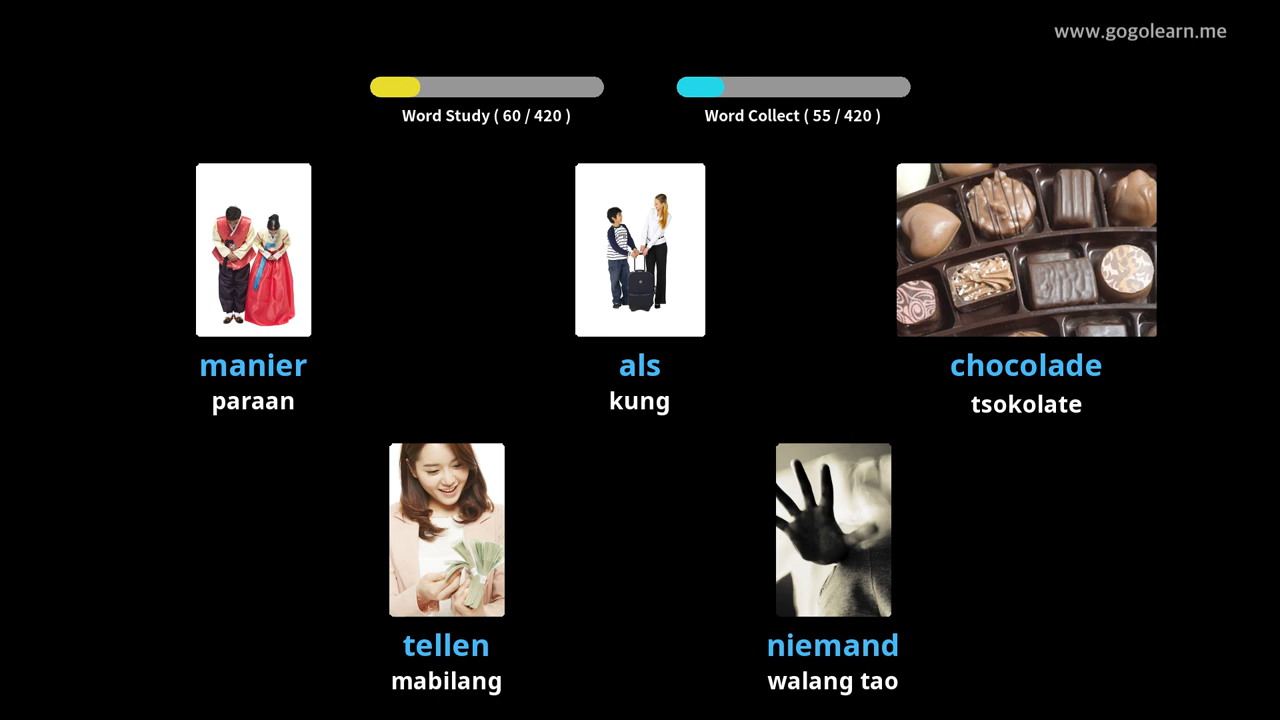 www.gogolearn.me
Word Study ( 60 / 420 )
Word Collect ( 55 / 420 )
manier
paraan
als
kung
chocolade
tsokolate
tellen
mabilang
niemand
walang tao